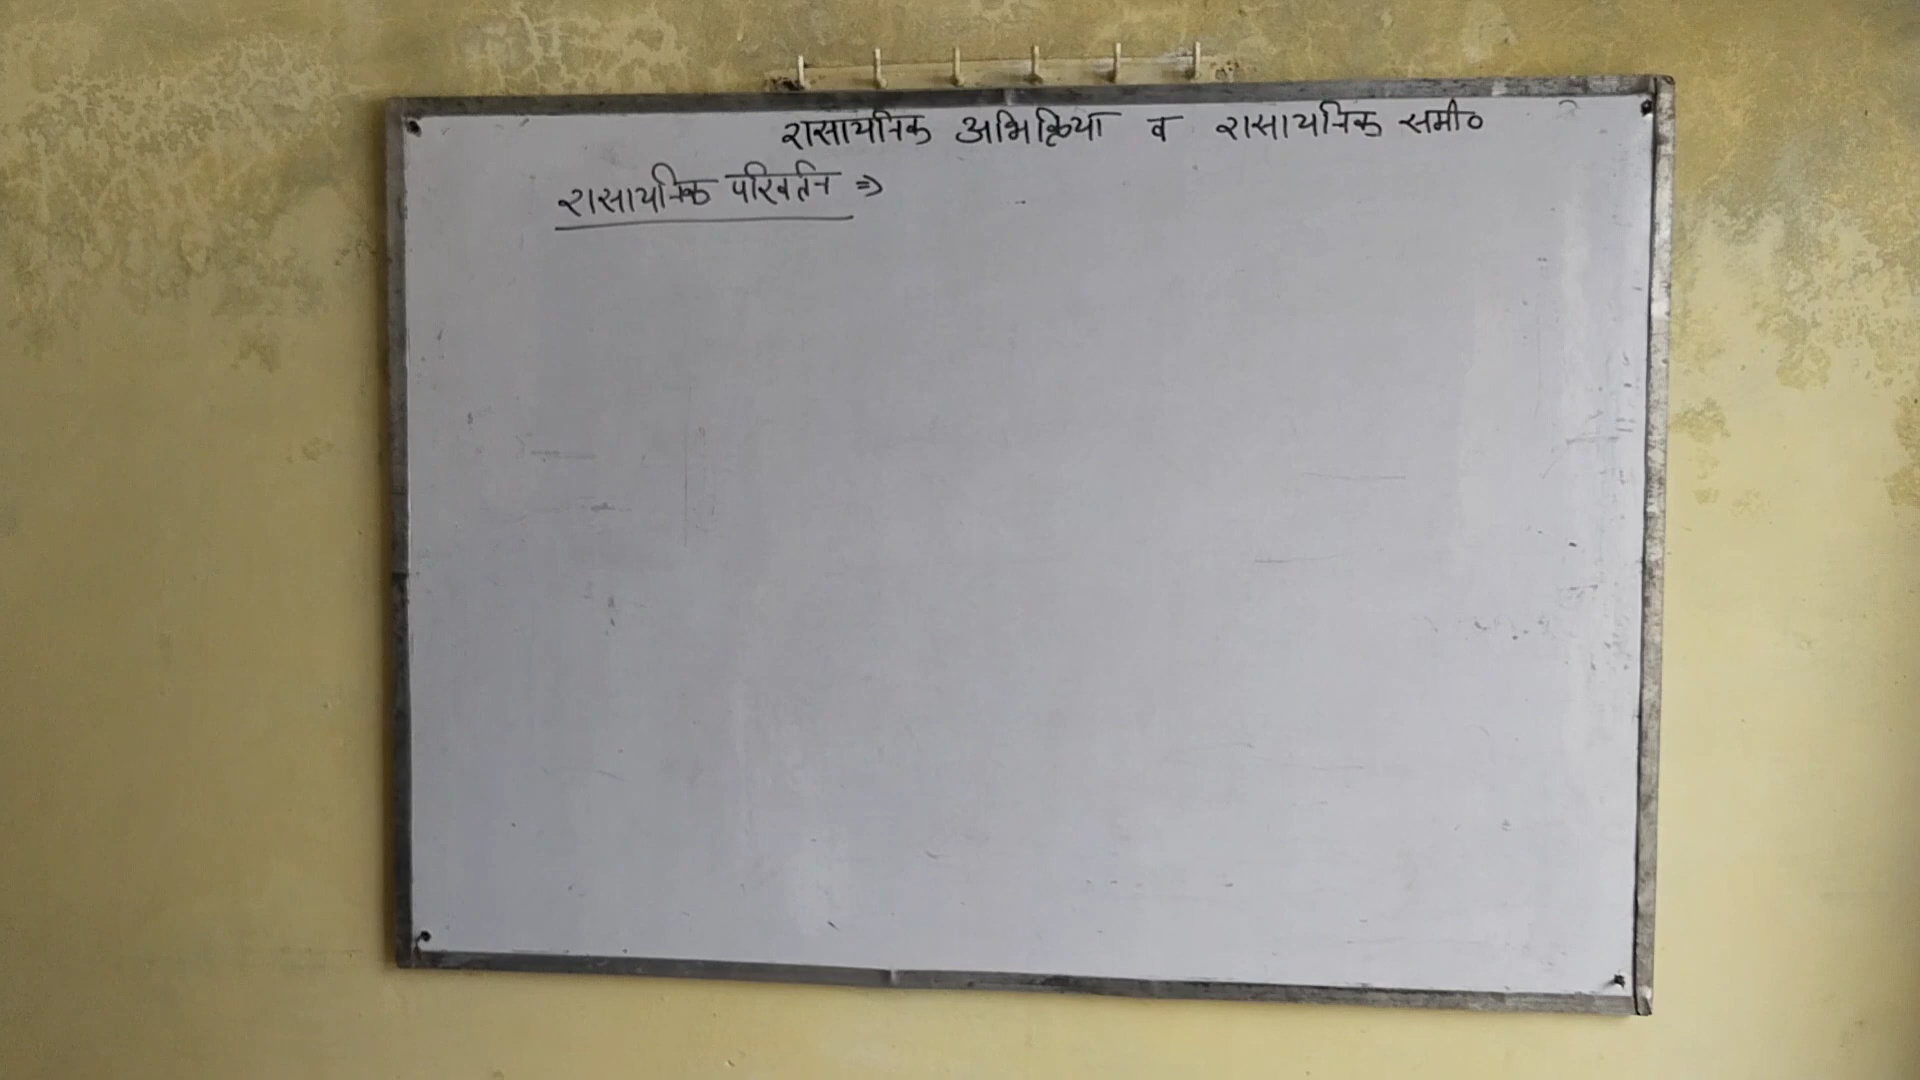 रासायनिक अभिक्रिया व रासायनिक समी०
रासायनिक परिवर्तन ⇒